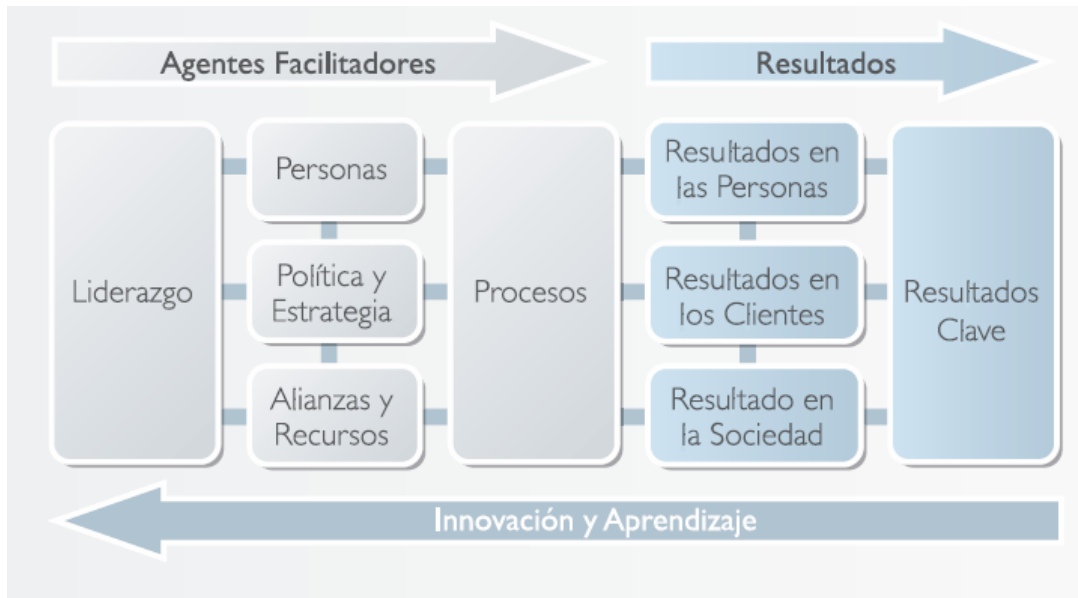 Agentes Facilitadores
Resultados
Liderazgo
Personas
Política y
Estrategia
Alianzas y
Recursos
Procesos
Resultados en
las Personas
Resultados en
los Clientes
Resultado en
la Sociedad
Resultados
Clave
Innovación y Aprendizaje